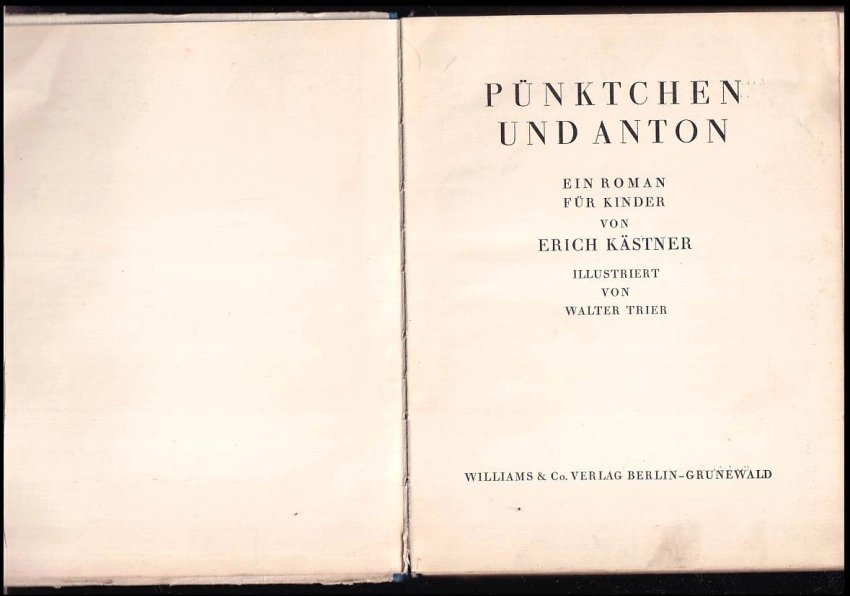 PÜNKTCHEN
UND ANTON
EIN ROMAN
FÜR KINDER
VON
ERICH KÄSTNER
ILLUSTRIERT
VON
WALTER TRIER
WILLIAMS & Co. VERLAG BERLIN–GRUNEWALD